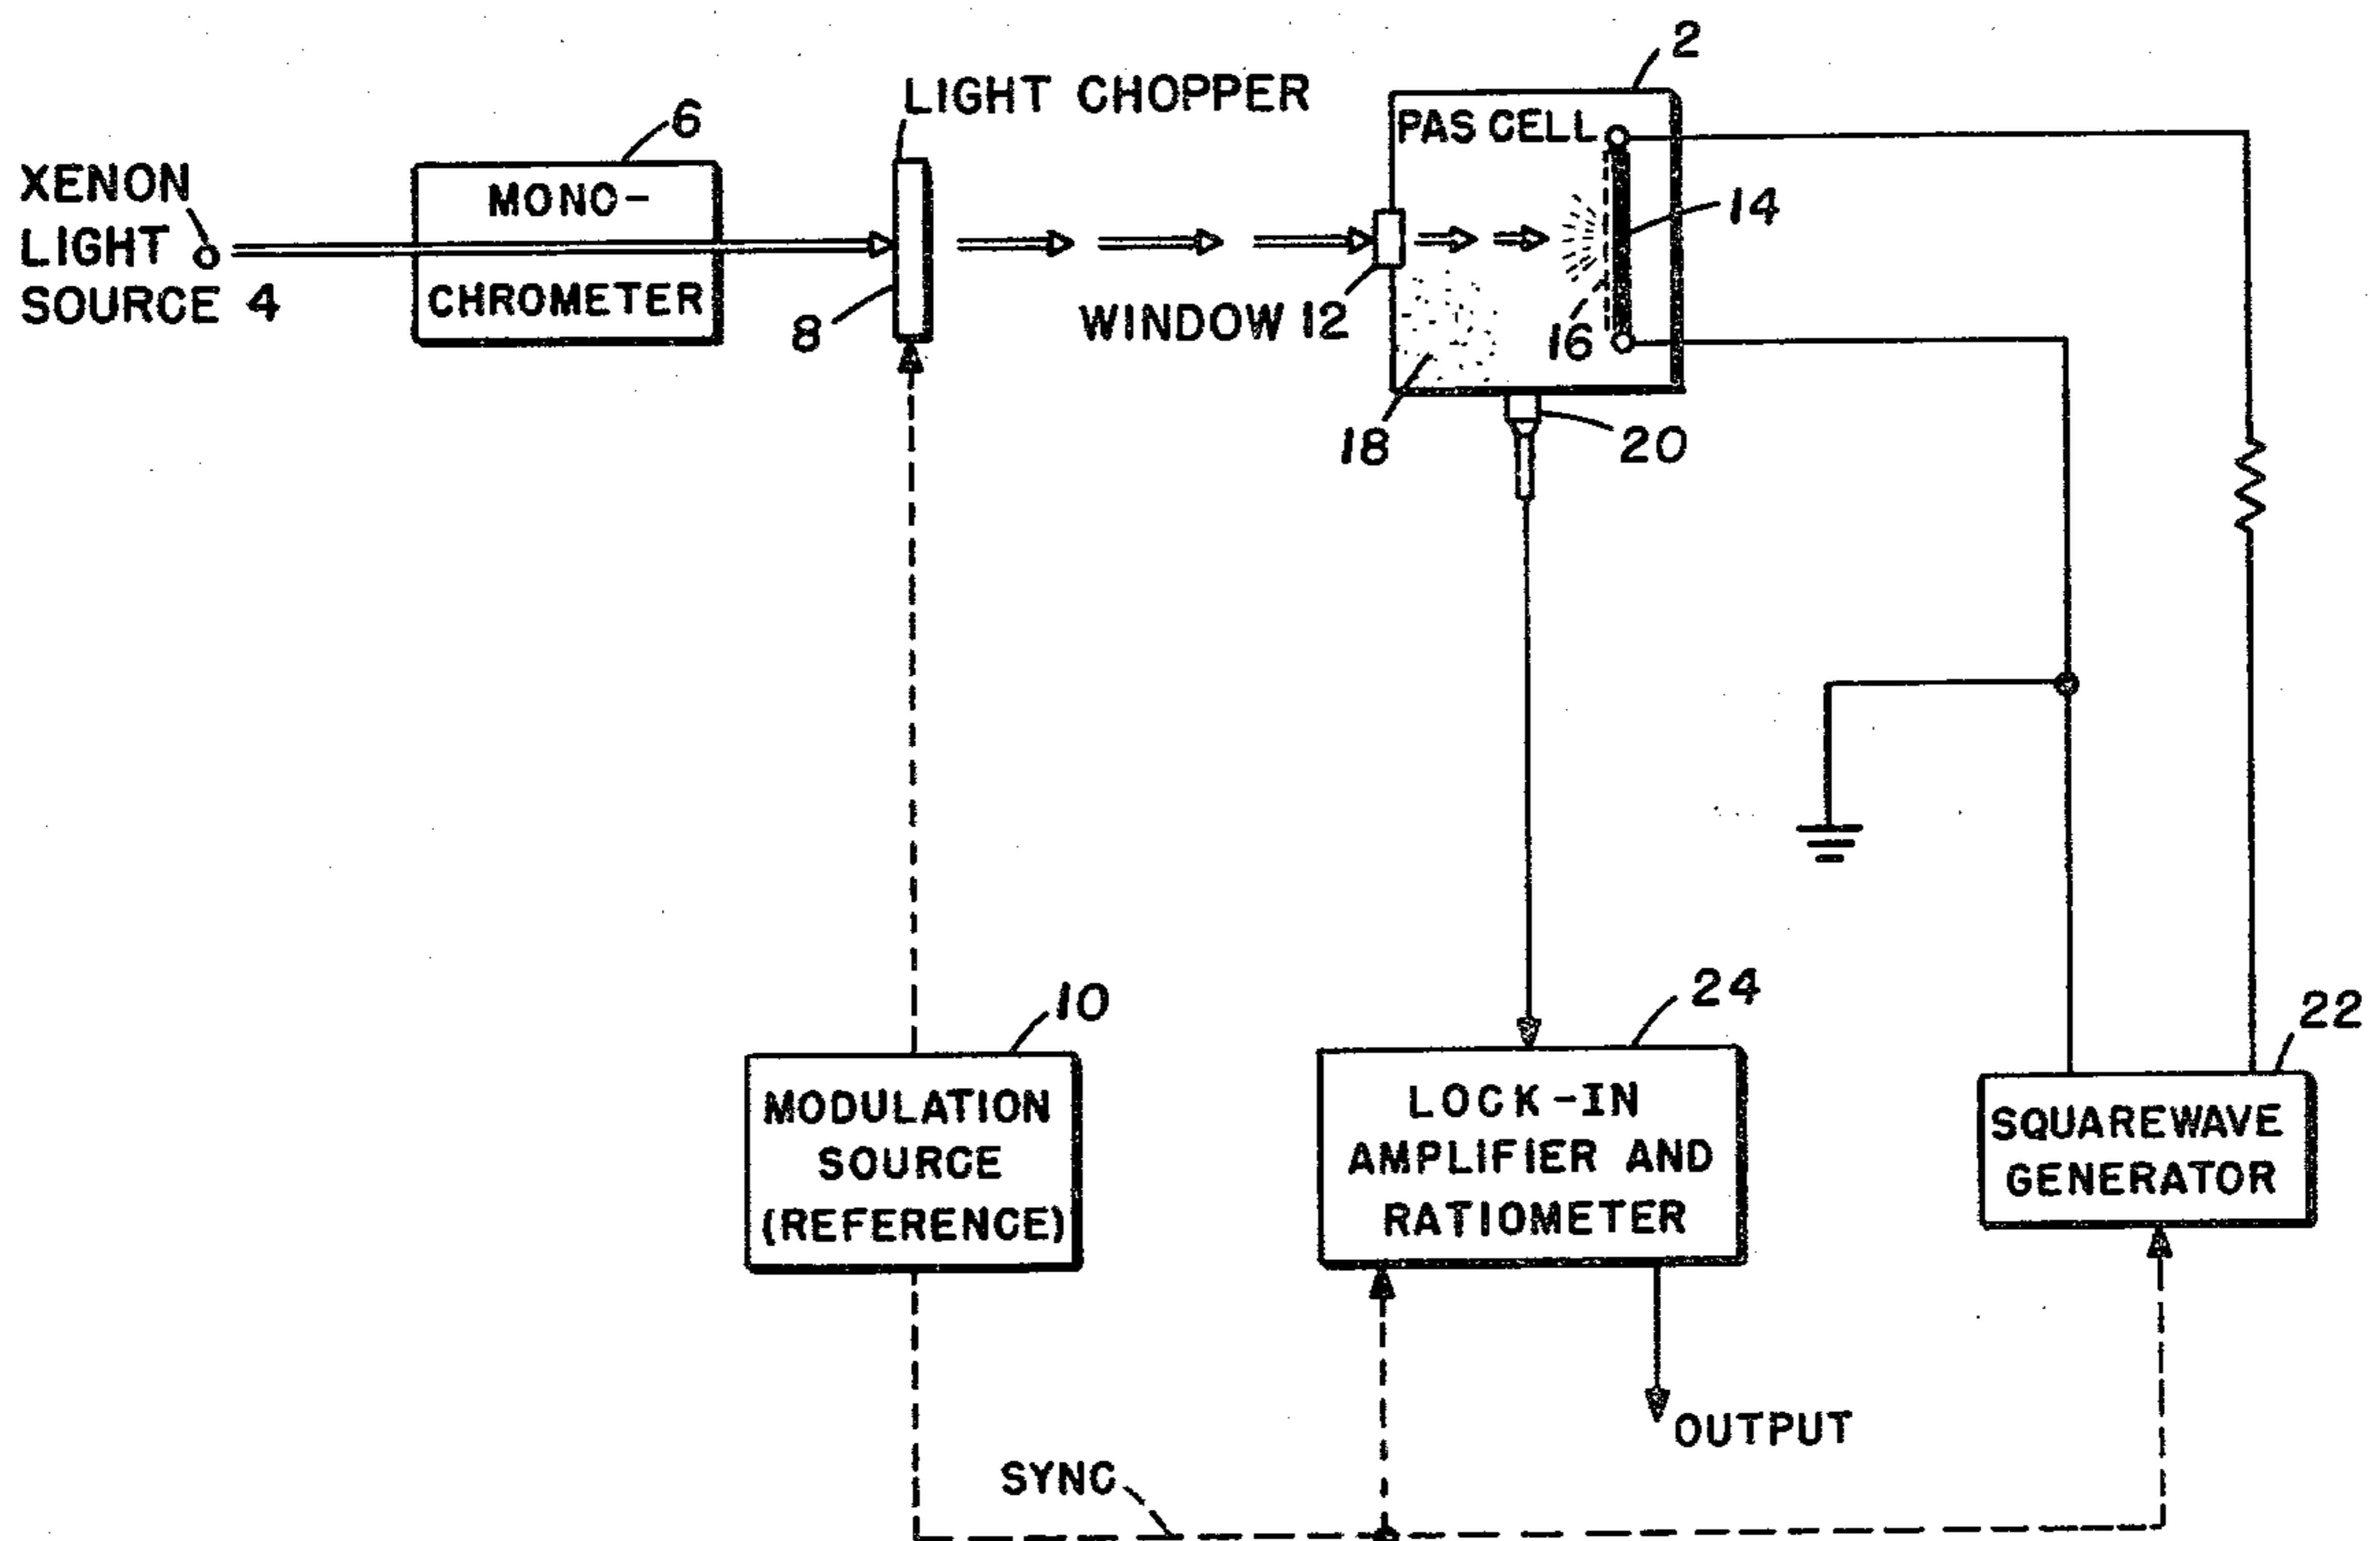 2
LIGHT CHOPPER
6
PAS CELL
XENON
LIGHT
SOURCE 4
MONO-
CHROMETER
14
8
WINDOW 12
16
18
20
10
24
22
MODULATION
SOURCE
(REFERENCE)
LOCK-IN
AMPLIFIER AND
RATIOMETER
SQUAREWAVE
GENERATOR
OUTPUT
SYNC